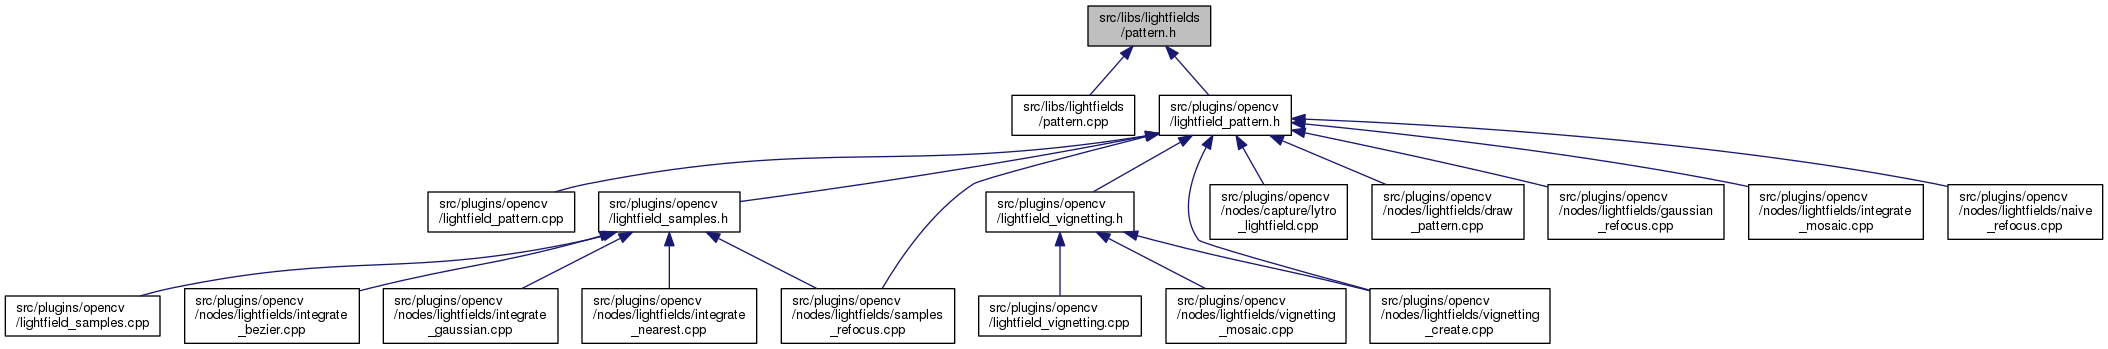 src/libs/lightfields
/pattern.h
src/libs/lightfields
/pattern.cpp
src/plugins/opencv
/lightfield_pattern.h
src/plugins/opencv
/lightfield_pattern.cpp
src/plugins/opencv
/lightfield_samples.h
src/plugins/opencv
/lightfield_vignetting.h
src/plugins/opencv
/nodes/capture/lytro
_lightfield.cpp
src/plugins/opencv
/nodes/lightfields/draw
_pattern.cpp
src/plugins/opencv
/nodes/lightfields/gaussian
_refocus.cpp
src/plugins/opencv
/nodes/lightfields/integrate
_mosaic.cpp
src/plugins/opencv
/nodes/lightfields/naive
_refocus.cpp
src/plugins/opencv
/lightfield_samples.cpp
src/plugins/opencv
/nodes/lightfields/integrate
_bezier.cpp
src/plugins/opencv
/nodes/lightfields/integrate
_gaussian.cpp
src/plugins/opencv
/nodes/lightfields/integrate
_nearest.cpp
src/plugins/opencv
/nodes/lightfields/samples
_refocus.cpp
src/plugins/opencv
/lightfield_vignetting.cpp
src/plugins/opencv
/nodes/lightfields/vignetting
_mosaic.cpp
src/plugins/opencv
/nodes/lightfields/vignetting
_create.cpp